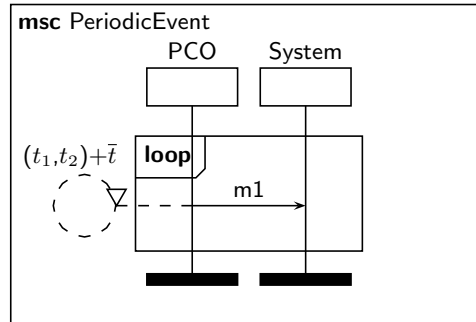 msc PeriodicEvent
PCO System
(t₁,t₂)+t̄
loop
m1